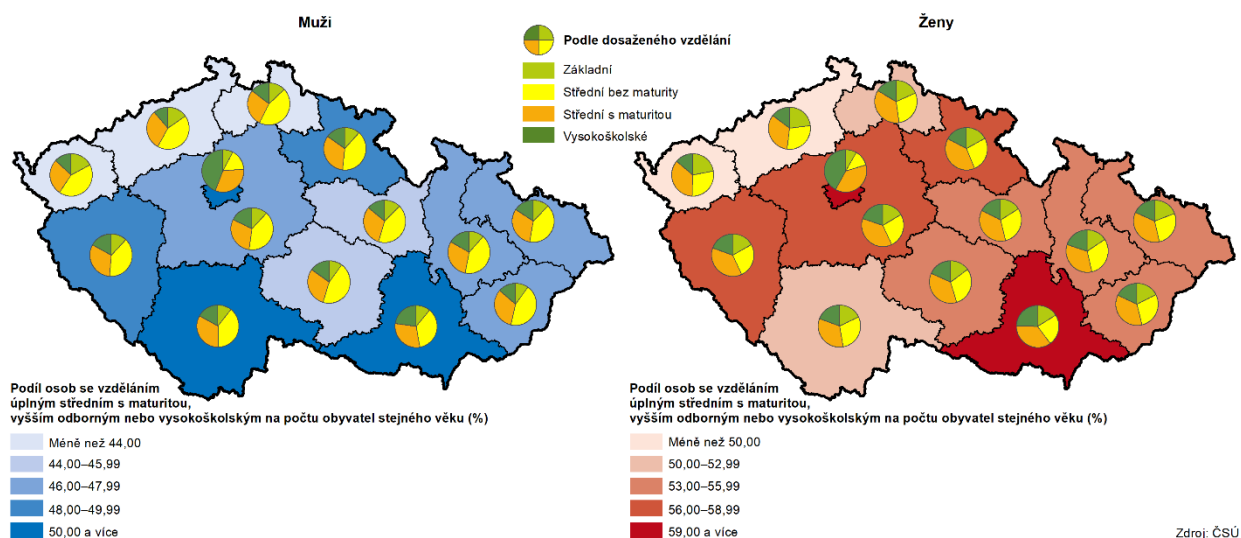 Muži
Ženy
Podle dosaženého vzdělání
Základní
Střední bez maturity
Střední s maturitou
Vysokoškolské
Podíl osob se vzděláním
úplným středním s maturitou,
vyšším odborným nebo vysokoškolským na počtu obyvatel stejného věku (%)
Méně než 44,00
44,00–45,99
46,00–47,99
48,00–49,99
50,00 a více
Podíl osob se vzděláním
úplným středním s maturitou,
vyšším odborným nebo vysokoškolským na počtu obyvatel stejného věku (%)
Méně než 50,00
50,00–52,99
53,00–55,99
56,00–58,99
59,00 a více
Zdroj: ČSÚ